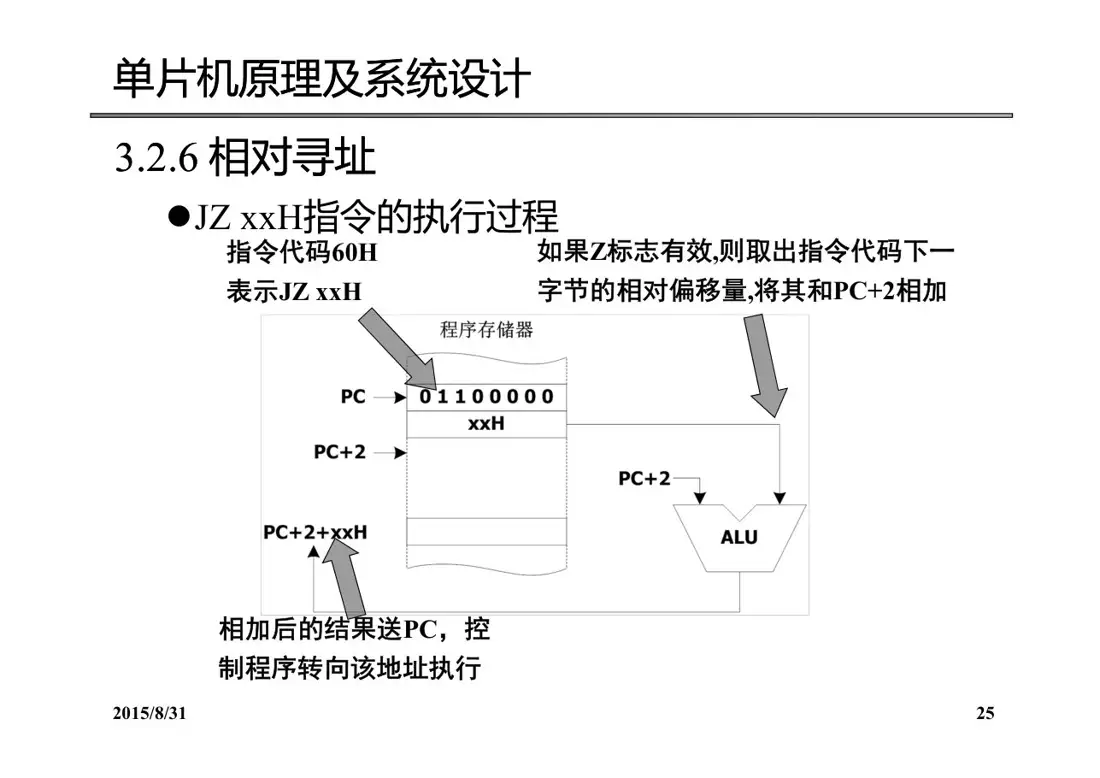 单片机原理及系统设计
3.2.6 相对寻址
●JZ xxH指令的执行过程
指令代码60H
表示JZ xxH
如果Z标志有效,则取出指令代码下一
字节的相对偏移量,将其和PC+2相加
程序存储器
PC
0 1 1 0 0 0 0 0
xxH
PC+2
PC+2
PC+2+xxH
ALU
相加后的结果送PC，控
制程序转向该地址执行
2015/8/31
25